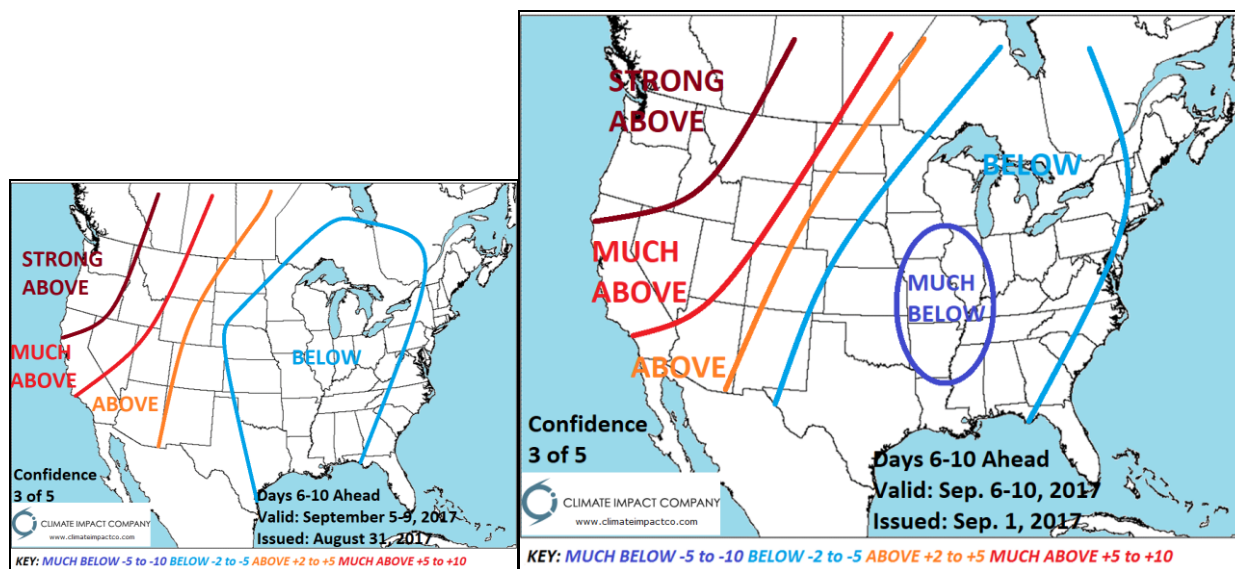 STRONG
ABOVE
MUCH
ABOVE
ABOVE
BELOW
Confidence
3 of 5
Days 6-10 Ahead
Valid: September 5-9, 2017
Issued: August 31, 2017
CLIMATE IMPACT COMPANY
www.climateimpactco.com
KEY: MUCH BELOW -5 to -10 BELOW -2 to -5 ABOVE +2 to +5 MUCH ABOVE +5 to +10
STRONG
ABOVE
BELOW
MUCH
ABOVE
MUCH
BELOW
ABOVE
Confidence
3 of 5
Days 6-10 Ahead
Valid: Sep. 6-10, 2017
Issued: Sep. 1, 2017
CLIMATE IMPACT COMPANY
www.climateimpactco.com
KEY: MUCH BELOW -5 to -10 BELOW -2 to -5 ABOVE +2 to +5 MUCH ABOVE +5 to +10